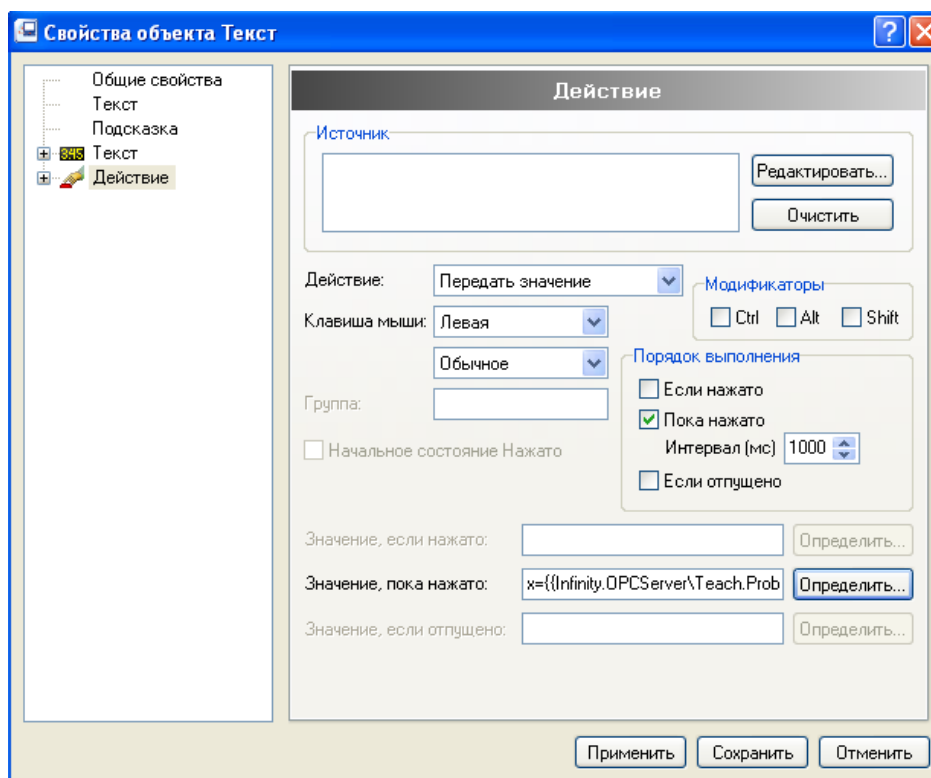 Свойства объекта Текст
Общие свойства
Текст
Подсказка
345 Текст
Действие
Действие
Источник
Редактировать...
Очистить
Действие: Передать значение
Модификаторы
Клавиша мыши: Левая
Ctrl Alt Shift
Обычное
Порядок выполнения
Если нажато
Группа:
Пока нажато
Начальное состояние Нажато
Интервал (мс) 1000
Если отпущено
Значение, если нажато: Определить...
Значение, пока нажато: x={{Infinity.OPCServer\Teach.Prob Определить...
Значение, если отпущено: Определить...
Применить Сохранить Отменить